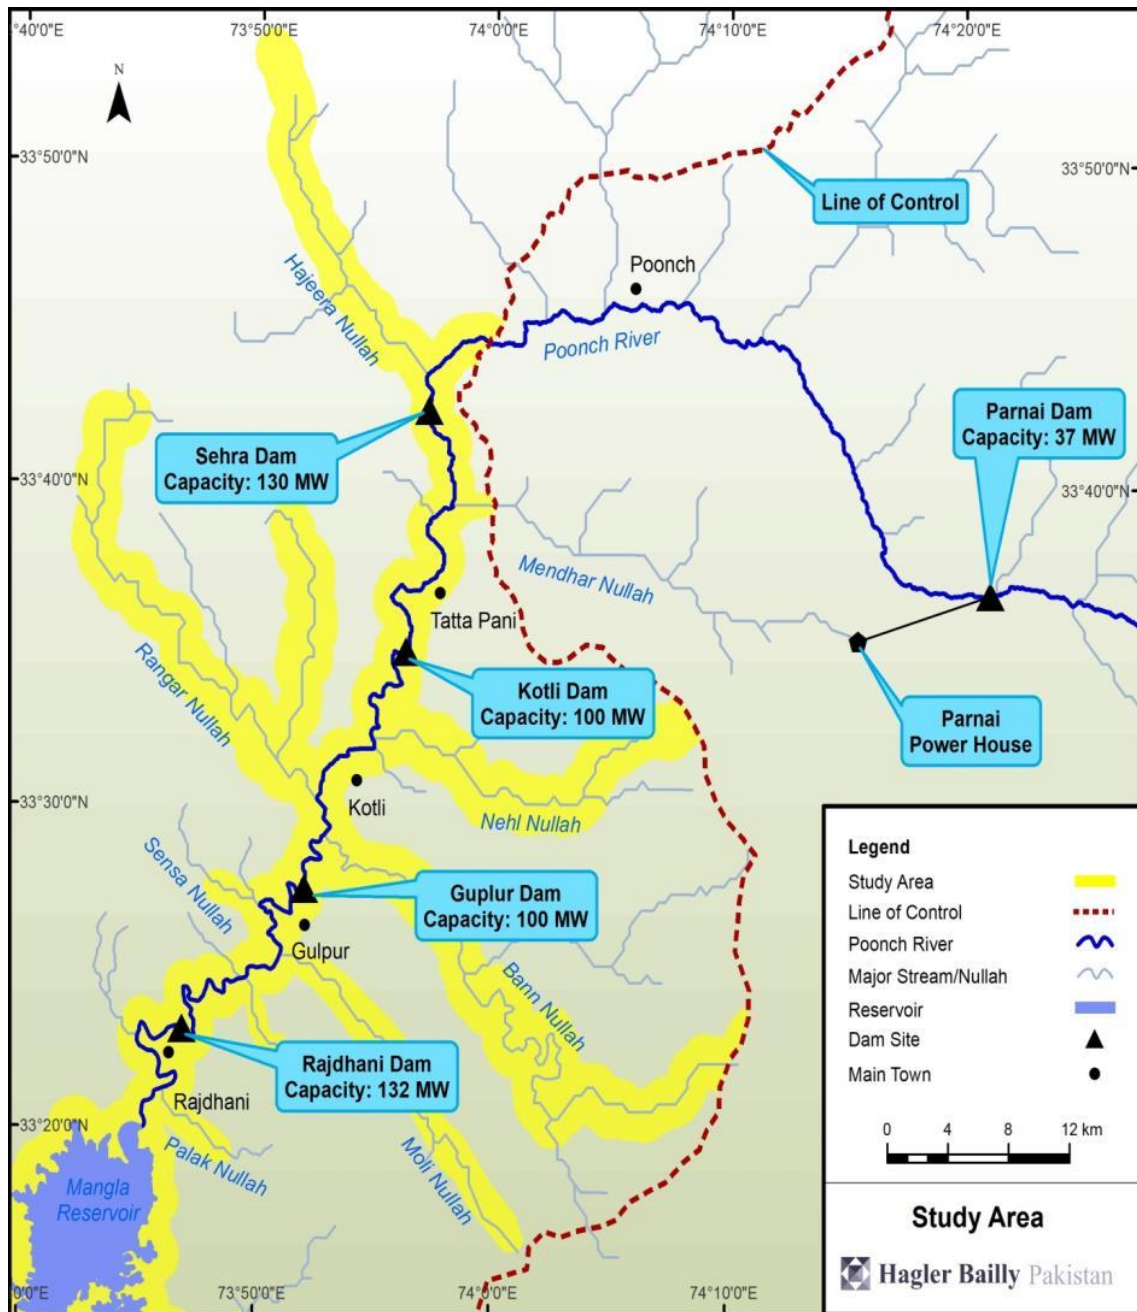 °40'0"E
73°50'0"E
74°0'0"E
74°10'0"E
74°20'0"E
N
33°50'0"N
33°50'0"N
Line of Control
Hajeera Nullah
Poonch
Poonch River
Sehra Dam
Capacity: 130 MW
Parnai Dam
Capacity: 37 MW
33°40'0"N
33°40'0"N
Mendhar Nullah
Tatta Pani
Rangar Nullah
Kotli Dam
Capacity: 100 MW
Parnai
Power House
33°30'0"N
Kotli
Nehl Nullah
Sensa Nullah
Guplur Dam
Capacity: 100 MW
Gulpur
Bann Nullah
Rajdhani Dam
Capacity: 132 MW
Rajdhani
33°20'0"N
Palak Nullah
Moli Nullah
Mangla
Reservoir
Legend
Study Area
Line of Control
Poonch River
Major Stream/Nullah
Reservoir
Dam Site
Main Town
0 4 8 12 km
Study Area
Hagler Bailly Pakistan
0'0"E
73°50'0"E
74°0'0"E
74°10'0"E